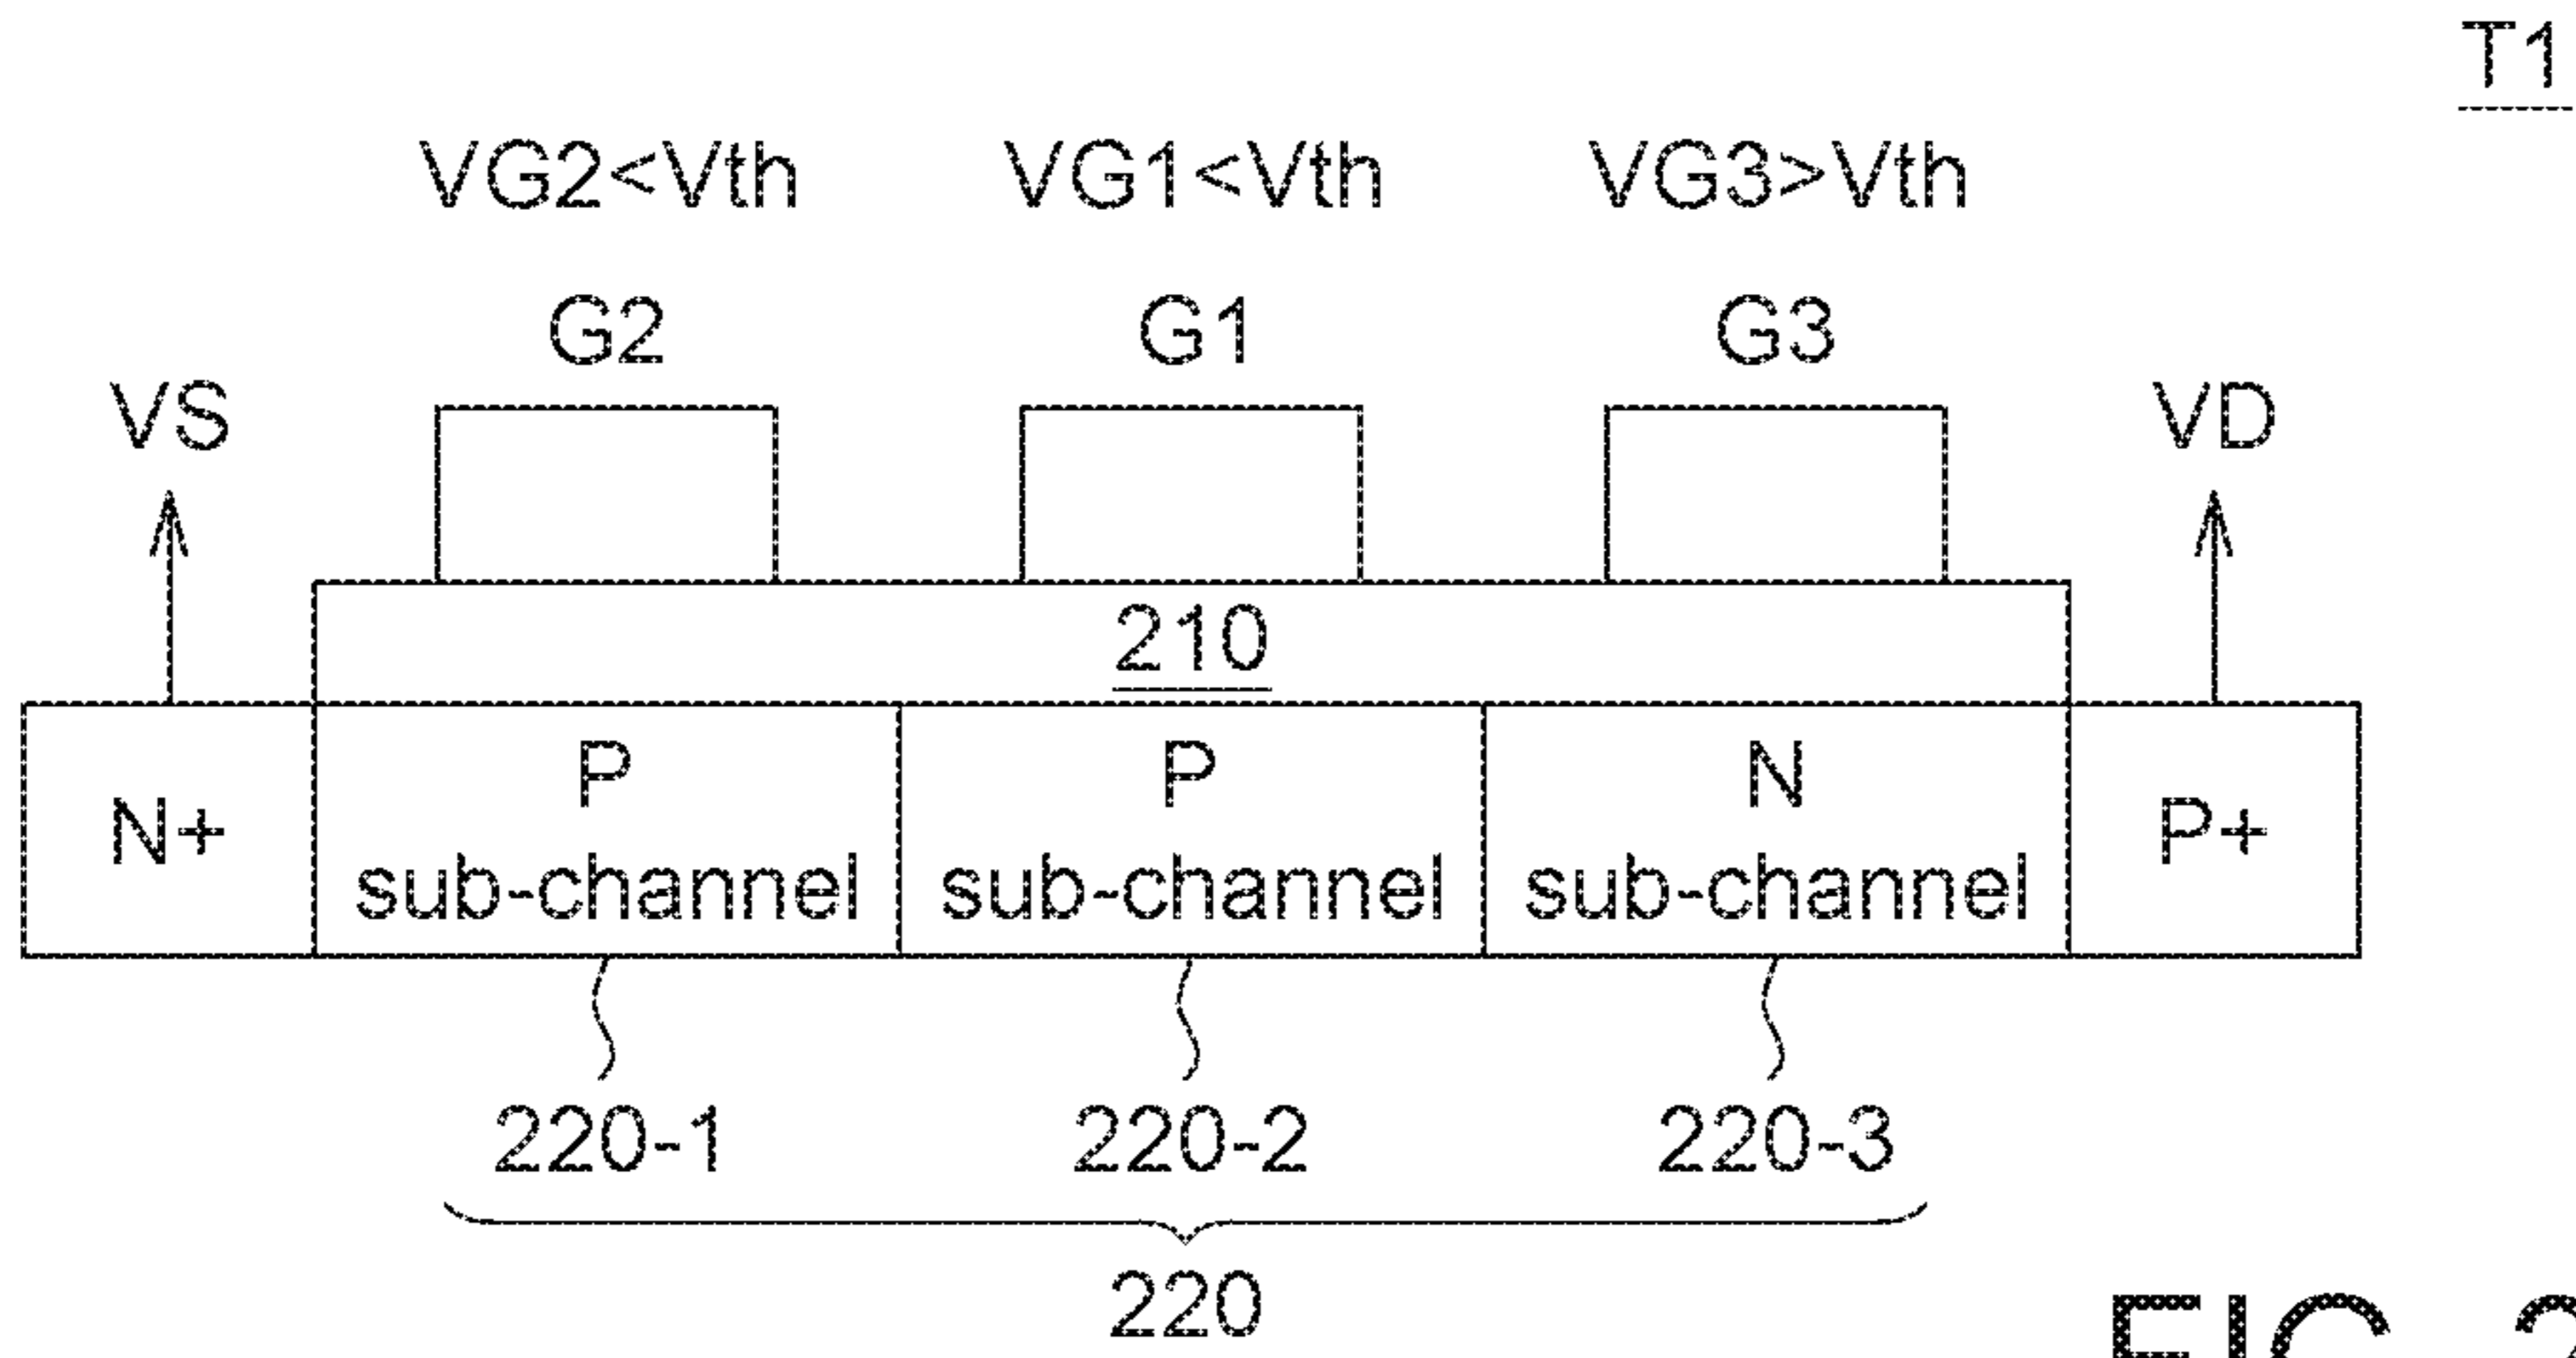 T1
VG2<Vth VG1<Vth VG3>Vth
G2 G1 G3
VS VD
210
P P N
N+ P+
sub-channel sub-channel sub-channel
220-1 220-2 220-3
220
FIG.